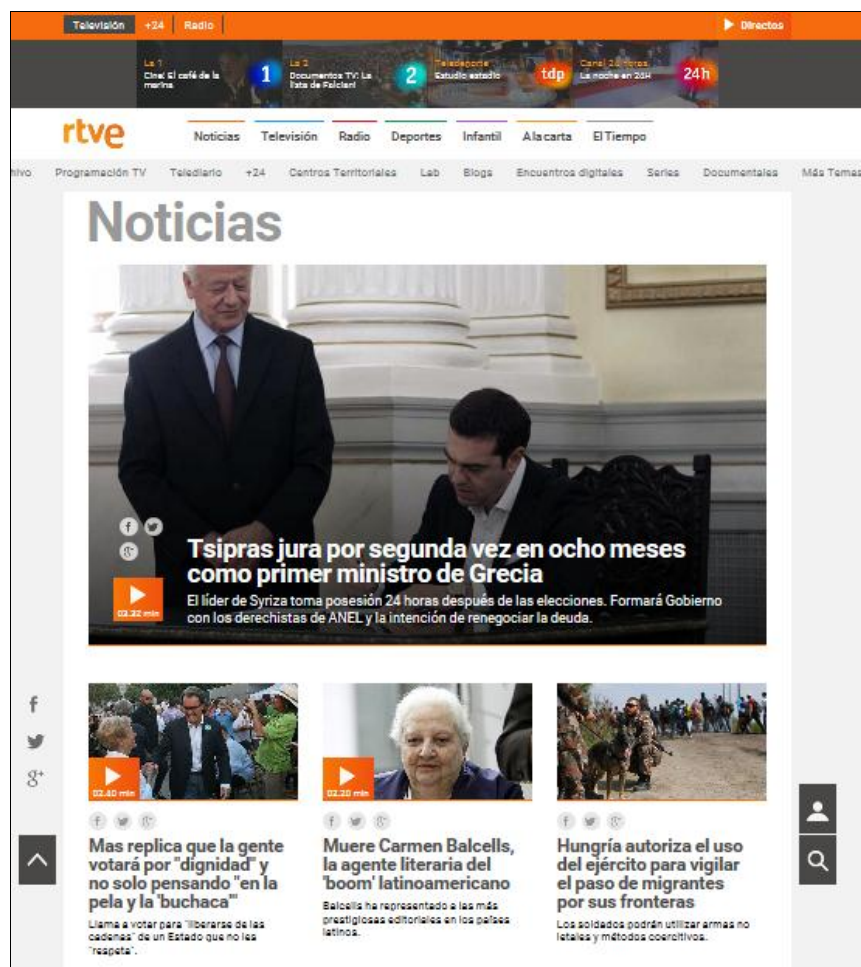 Televisión +24 Radio Directos
La 1
Cine: El café de la
marina
1
La 2
Documentos TV: La
lista de Falciani
2
Teledeporte
Estudio estadio
tdp
Canal 24 horas
La noche en 24H
24h
rtve Noticias Televisión Radio Deportes Infantil A la carta El Tiempo
hivo Programación TV Telediario +24 Centros Territoriales Lab Blogs Encuentros digitales Series Documentales Más Temas
Noticias
Tsipras jura por segunda vez en ocho meses
como primer ministro de Grecia
02.32 min
El líder de Syriza toma posesión 24 horas después de las elecciones. Formará Gobierno
con los derechistas de ANEL y la intención de renegociar la deuda.
02.40 min
Mas replica que la gente
votará por "dignidad" y
no solo pensando "en la
pela y la 'buchaca'"
Llama a votar para "liberarse de las
cadenas" de un Estado que no les
"respeta".
02.20 min
Muere Carmen Balcells,
la agente literaria del
'boom' latinoamericano
Balcells ha representado a las más
prestigiosas editoriales en los países
latinos.
Hungría autoriza el uso
del ejército para vigilar
el paso de migrantes
por sus fronteras
Los soldados podrán utilizar armas no
letales y métodos coercitivos.